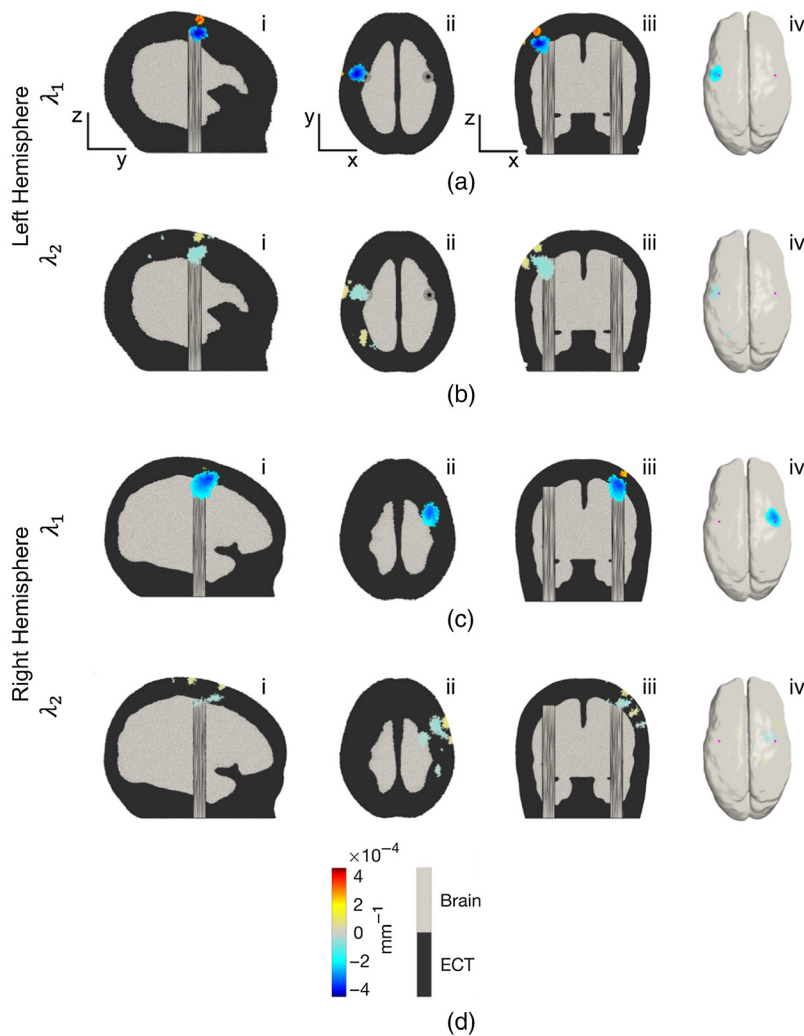 i ii iii iv
λ1
z y
y x
z x
(a)
Left Hemisphere
i ii iii iv
λ2
(b)
i ii iii iv
λ1
(c)
Right Hemisphere
i ii iii iv
λ2
×10−4
4
2
0
−2
−4
mm−1
Brain
ECT
(d)